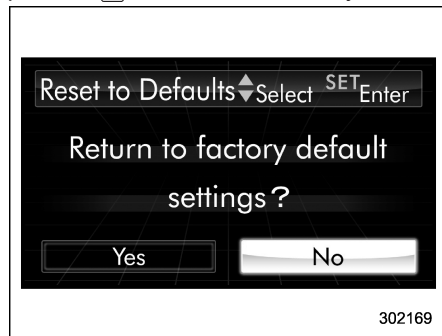 Reset to Defaults Select SET Enter
Return to factory default
settings?
Yes No
302169